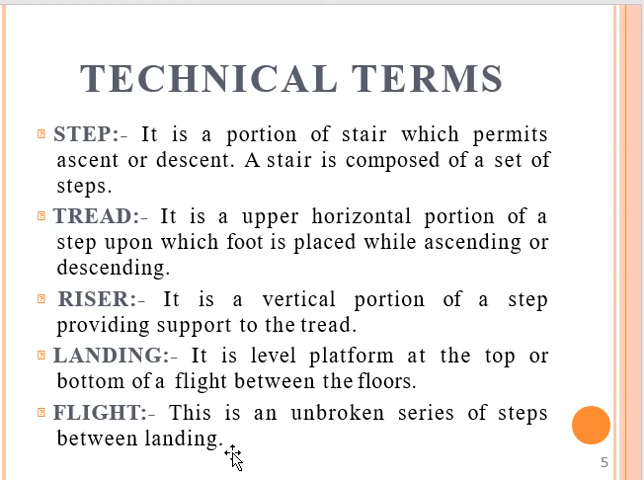 TECHNICAL TERMS
STEP:- It is a portion of stair which permits
ascent or descent. A stair is composed of a set of
steps.
TREAD:- It is a upper horizontal portion of a
step upon which foot is placed while ascending or
descending.
RISER:- It is a vertical portion of a step
providing support to the tread.
LANDING:- It is level platform at the top or
bottom of a flight between the floors.
FLIGHT:- This is an unbroken series of steps
between landing.
5